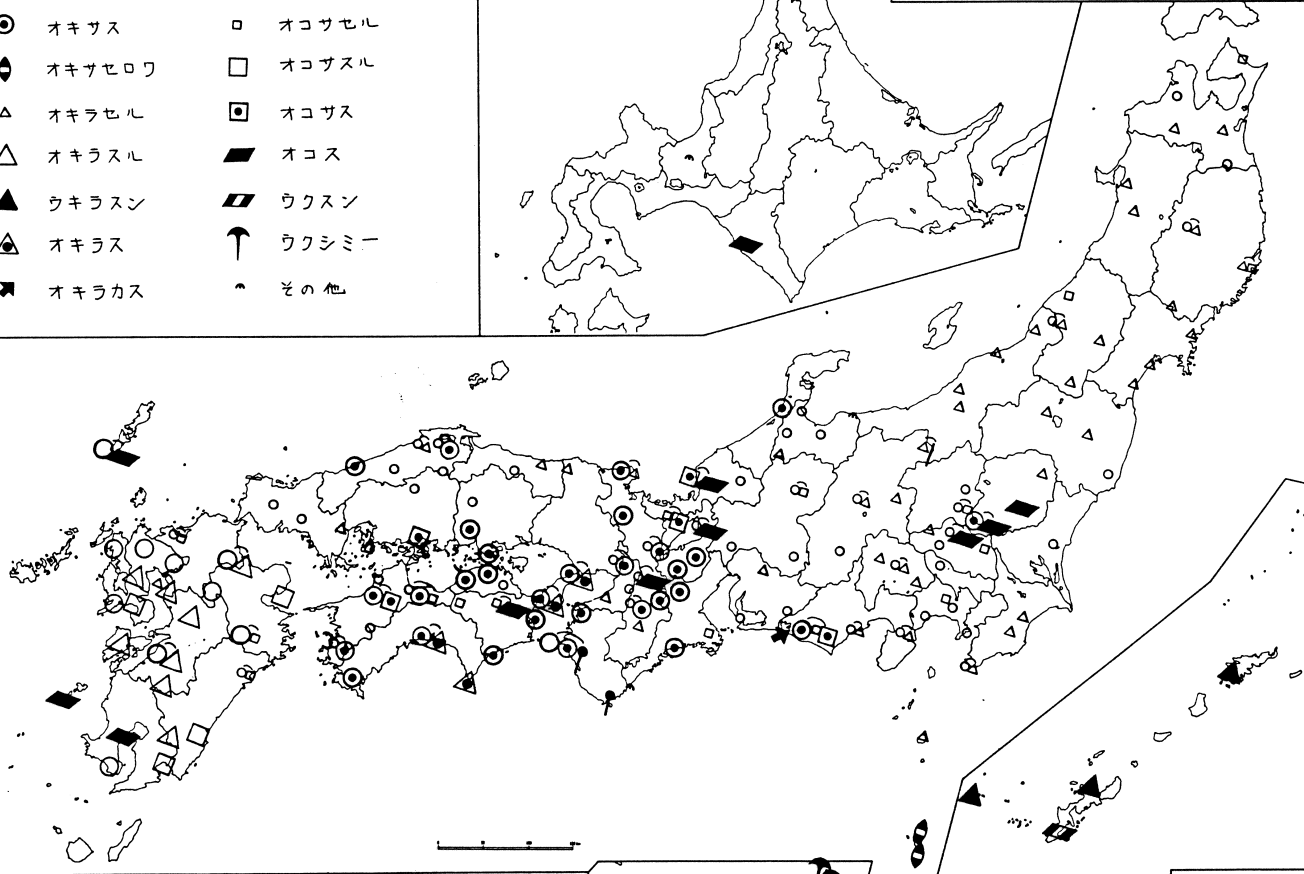 オキサス
オキサセロワ
オキラセル
オキラスル
ウキラスン
オキラス
オキラカス
オコサセル
オコサスル
オコサス
オコス
ウクスン
ウクシミー
その他